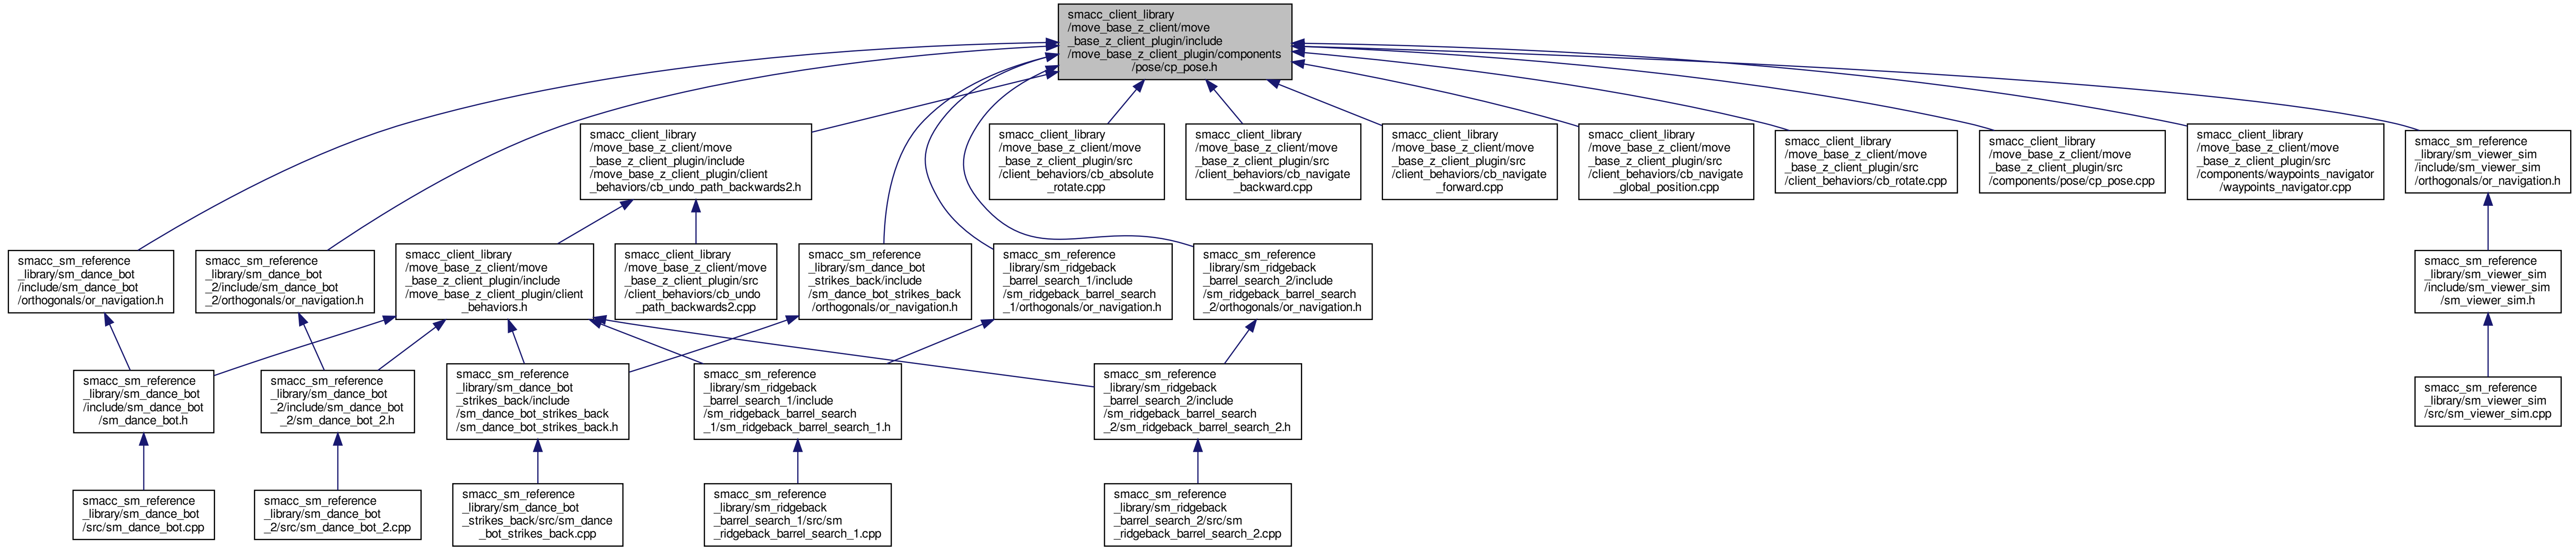 smacc_client_library
/move_base_z_client/move
_base_z_client_plugin/include
/move_base_z_client_plugin/components
/pose/cp_pose.h
smacc_client_library
/move_base_z_client/move
_base_z_client_plugin/include
/move_base_z_client_plugin/client
_behaviors/cb_undo_path_backwards2.h
smacc_client_library
/move_base_z_client/move
_base_z_client_plugin/src
/client_behaviors/cb_absolute
_rotate.cpp
smacc_client_library
/move_base_z_client/move
_base_z_client_plugin/src
/client_behaviors/cb_navigate
_backward.cpp
smacc_client_library
/move_base_z_client/move
_base_z_client_plugin/src
/client_behaviors/cb_navigate
_forward.cpp
smacc_client_library
/move_base_z_client/move
_base_z_client_plugin/src
/client_behaviors/cb_navigate
_global_position.cpp
smacc_client_library
/move_base_z_client/move
_base_z_client_plugin/src
/client_behaviors/cb_rotate.cpp
smacc_client_library
/move_base_z_client/move
_base_z_client_plugin/src
/components/pose/cp_pose.cpp
smacc_client_library
/move_base_z_client/move
_base_z_client_plugin/src
/components/waypoints_navigator
/waypoints_navigator.cpp
smacc_sm_reference
_library/sm_viewer_sim
/include/sm_viewer_sim
/orthogonals/or_navigation.h
smacc_sm_reference
_library/sm_dance_bot
/include/sm_dance_bot
/orthogonals/or_navigation.h
smacc_sm_reference
_library/sm_dance_bot
_2/include/sm_dance_bot
_2/orthogonals/or_navigation.h
smacc_client_library
/move_base_z_client/move
_base_z_client_plugin/include
/move_base_z_client_plugin/client
_behaviors.h
smacc_client_library
/move_base_z_client/move
_base_z_client_plugin/src
/client_behaviors/cb_undo
_path_backwards2.cpp
smacc_sm_reference
_library/sm_dance_bot
_strikes_back/include
/sm_dance_bot_strikes_back
/orthogonals/or_navigation.h
smacc_sm_reference
_library/sm_ridgeback
_barrel_search_1/include
/sm_ridgeback_barrel_search
_1/orthogonals/or_navigation.h
smacc_sm_reference
_library/sm_ridgeback
_barrel_search_2/include
/sm_ridgeback_barrel_search
_2/orthogonals/or_navigation.h
smacc_sm_reference
_library/sm_viewer_sim
/include/sm_viewer_sim
/sm_viewer_sim.h
smacc_sm_reference
_library/sm_dance_bot
/include/sm_dance_bot
/sm_dance_bot.h
smacc_sm_reference
_library/sm_dance_bot
_2/include/sm_dance_bot
_2/sm_dance_bot_2.h
smacc_sm_reference
_library/sm_dance_bot
_strikes_back/include
/sm_dance_bot_strikes_back
/sm_dance_bot_strikes_back.h
smacc_sm_reference
_library/sm_ridgeback
_barrel_search_1/include
/sm_ridgeback_barrel_search
_1/sm_ridgeback_barrel_search_1.h
smacc_sm_reference
_library/sm_ridgeback
_barrel_search_2/include
/sm_ridgeback_barrel_search
_2/sm_ridgeback_barrel_search_2.h
smacc_sm_reference
_library/sm_viewer_sim
/src/sm_viewer_sim.cpp
smacc_sm_reference
_library/sm_dance_bot
/src/sm_dance_bot.cpp
smacc_sm_reference
_library/sm_dance_bot
_2/src/sm_dance_bot_2.cpp
smacc_sm_reference
_library/sm_dance_bot
_strikes_back/src/sm_dance
_bot_strikes_back.cpp
smacc_sm_reference
_library/sm_ridgeback
_barrel_search_1/src/sm
_ridgeback_barrel_search_1.cpp
smacc_sm_reference
_library/sm_ridgeback
_barrel_search_2/src/sm
_ridgeback_barrel_search_2.cpp